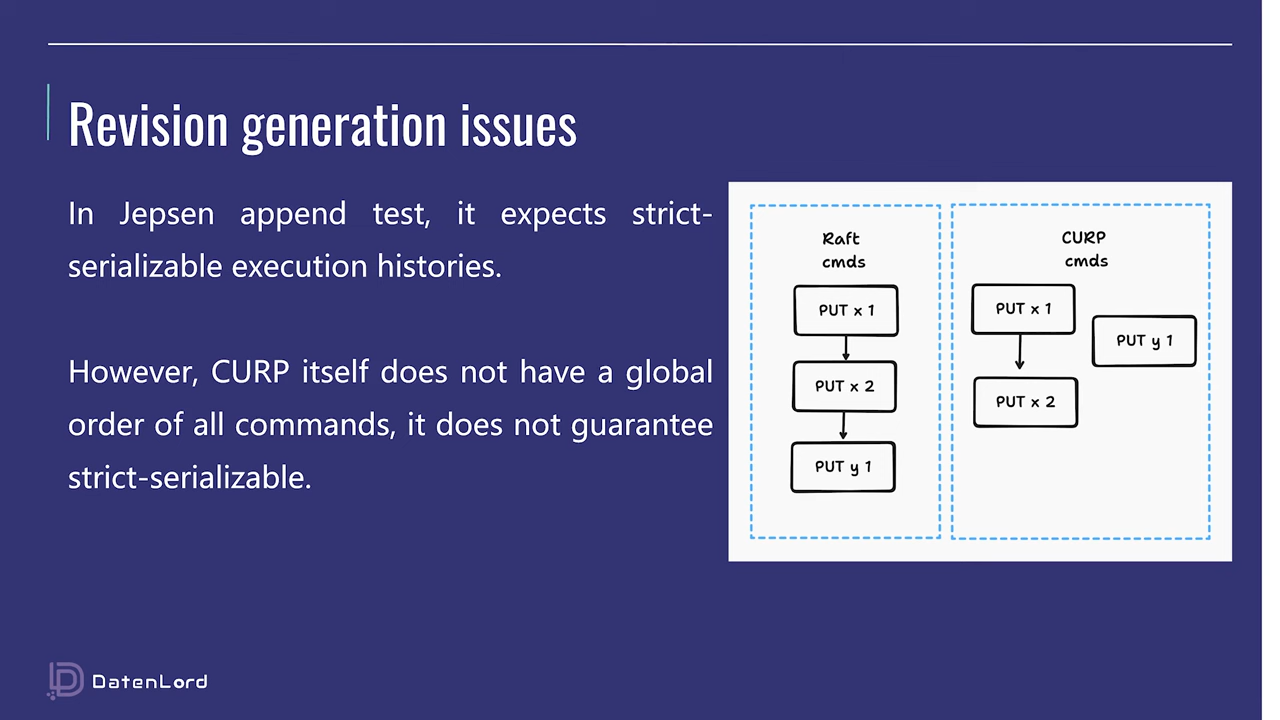 Revision generation issues
In Jepsen append test, it expects strict-
serializable execution histories.
However, CURP itself does not have a global
order of all commands, it does not guarantee
strict-serializable.
Raft
cmds
PUT x 1
PUT x 2
PUT y 1
CURP
cmds
PUT x 1
PUT y 1
PUT x 2
DatenLord